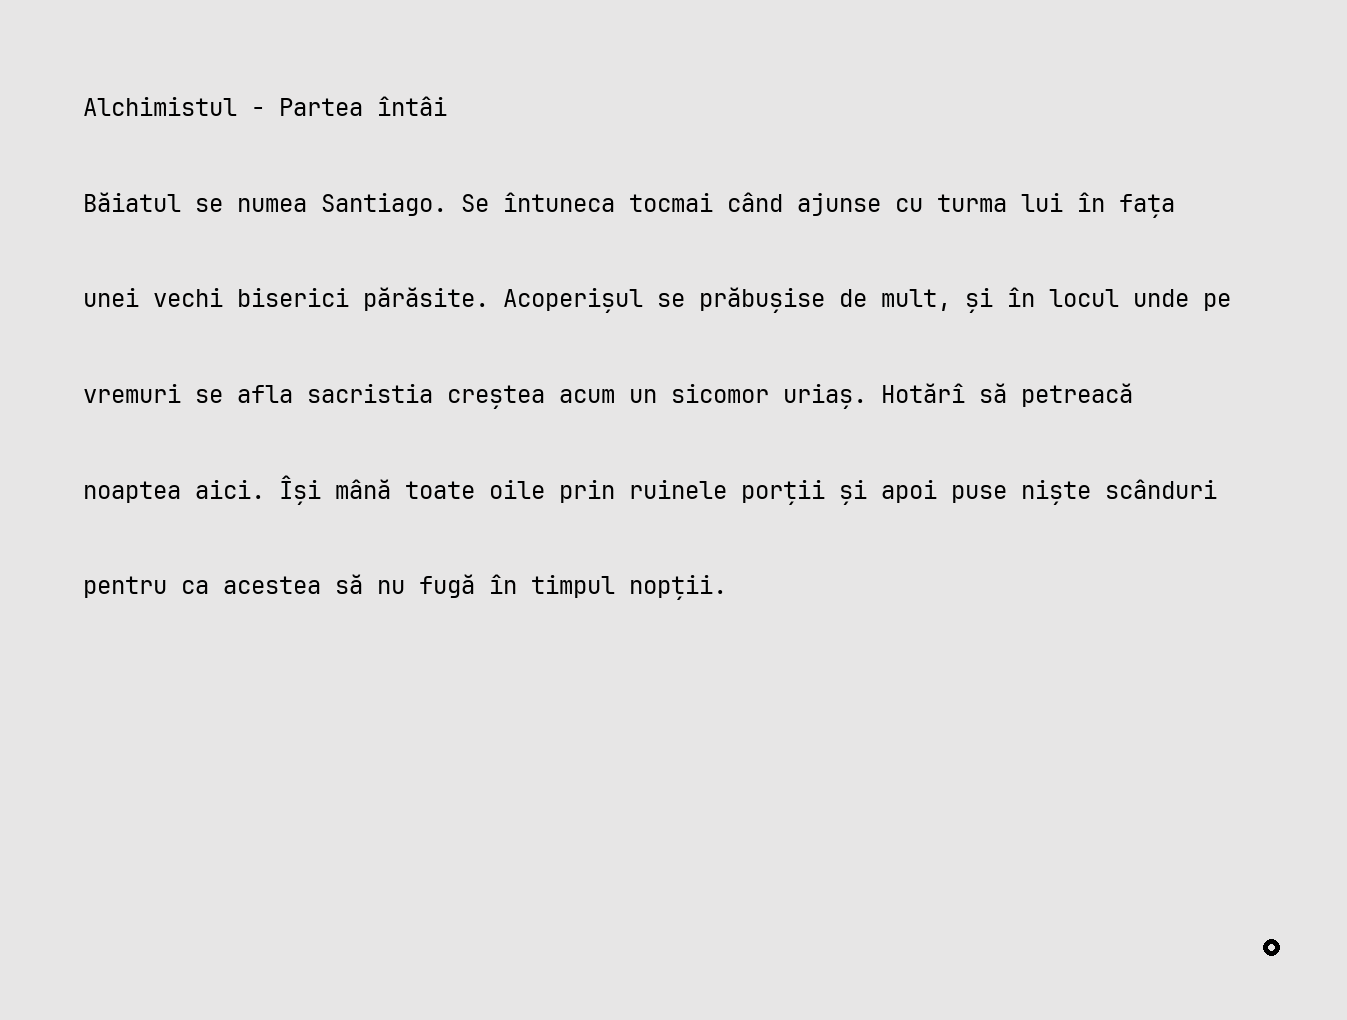 Alchimistul - Partea întâi
Băiatul se numea Santiago. Se întuneca tocmai când ajunse cu turma lui în fața
unei vechi biserici părăsite. Acoperișul se prăbușise de mult, și în locul unde pe
vremuri se afla sacristia creștea acum un sicomor uriaș. Hotărî să petreacă
noaptea aici. Își mână toate oile prin ruinele porții și apoi puse niște scânduri
pentru ca acestea să nu fugă în timpul nopții.